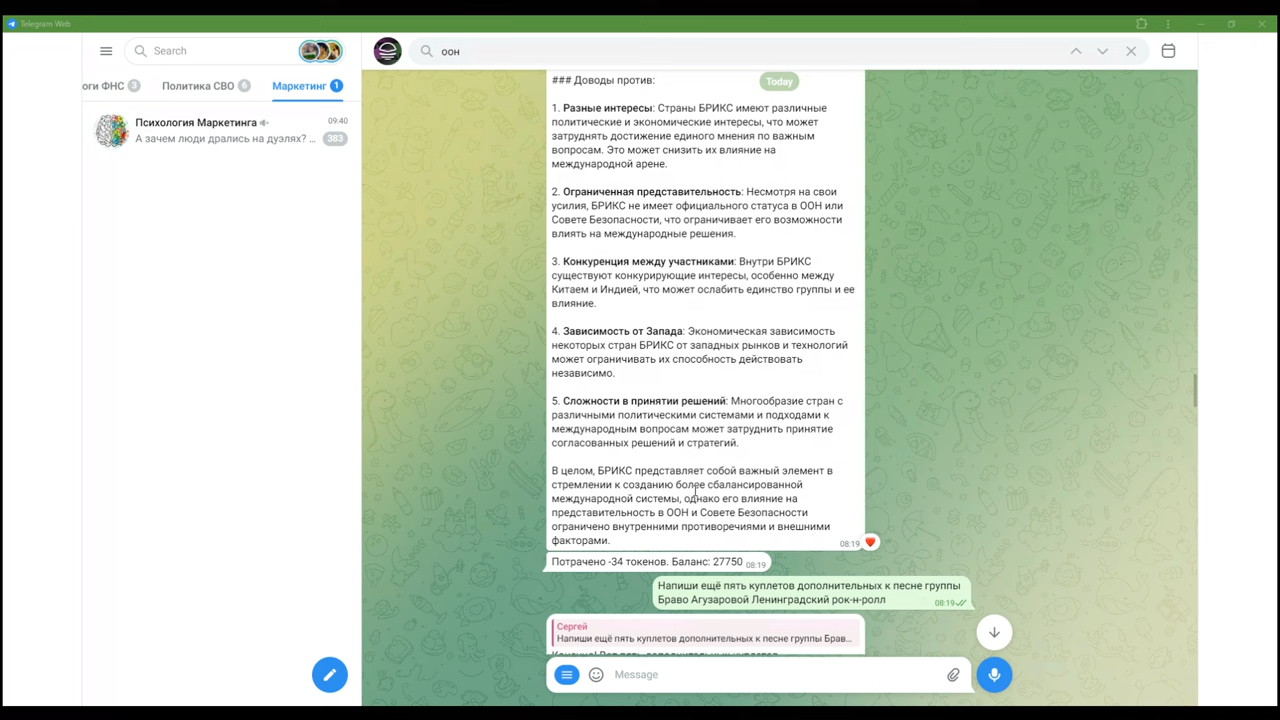 Telegram Web
Search
оон
оги ФНС 3
Политика СВО 6
Маркетинг 1
Психология Маркетинга
09:40
А зачем люди дрались на дуэлях? ...
383
### Доводы против:
Today
1. Разные интересы: Страны БРИКС имеют различные
политические и экономические интересы, что может
затруднять достижение единого мнения по важным
вопросам. Это может снизить их влияние на
международной арене.
2. Ограниченная представительность: Несмотря на свои
усилия, БРИКС не имеет официального статуса в ООН или
Совете Безопасности, что ограничивает его возможности
влиять на международные решения.
3. Конкуренция между участниками: Внутри БРИКС
существуют конкурирующие интересы, особенно между
Китаем и Индией, что может ослабить единство группы и ее
влияние.
4. Зависимость от Запада: Экономическая зависимость
некоторых стран БРИКС от западных рынков и технологий
может ограничивать их способность действовать
независимо.
5. Сложности в принятии решений: Многообразие стран с
различными политическими системами и подходами к
международным вопросам может затруднить принятие
согласованных решений и стратегий.
В целом, БРИКС представляет собой важный элемент в
стремлении к созданию более сбалансированной
международной системы, однако его влияние на
представительность в ООН и Совете Безопасности
ограничено внутренними противоречиями и внешними
факторами.
08:19
Потрачено -34 токенов. Баланс: 27750 08:19
Напиши ещё пять куплетов дополнительных к песне группы
Браво Агузаровой Ленинградский рок-н-ролл
08:19
Сергей
Напиши ещё пять куплетов дополнительных к песне группы Брав...
Конечно! Вот пять дополнительных куплетов
Message